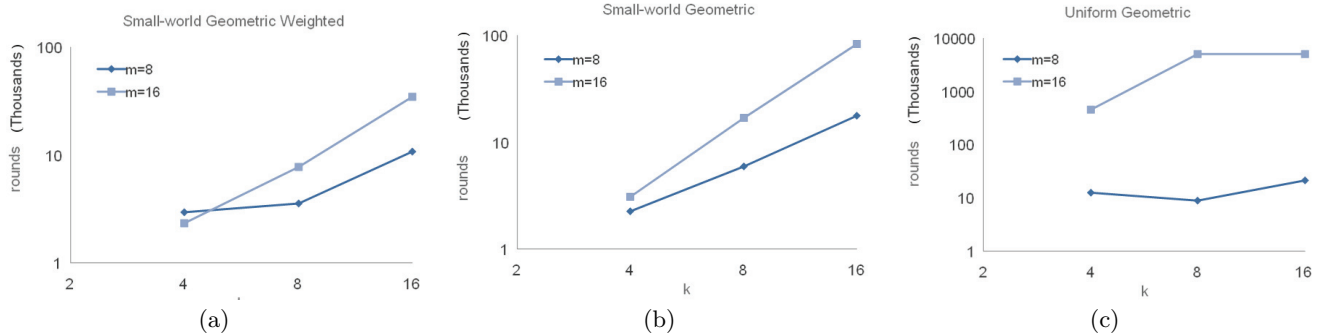 Small-world Geometric Weighted
rounds (Thousands)
100
10
1
m=8
m=16
2 4 8 16
(a)
Small-world Geometric
rounds (Thousands)
100
10
1
m=8
m=16
2 4 8 16
k
(b)
Uniform Geometric
rounds (Thousands)
10000
1000
100
10
1
m=8
m=16
2 4 8 16
k
(c)